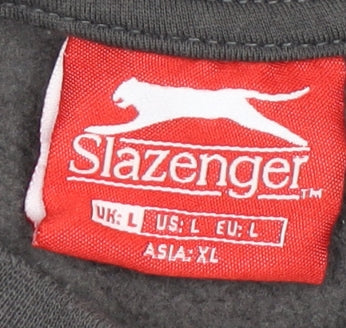 Slazenger™
UK: L US: L EU: L
ASIA: XL